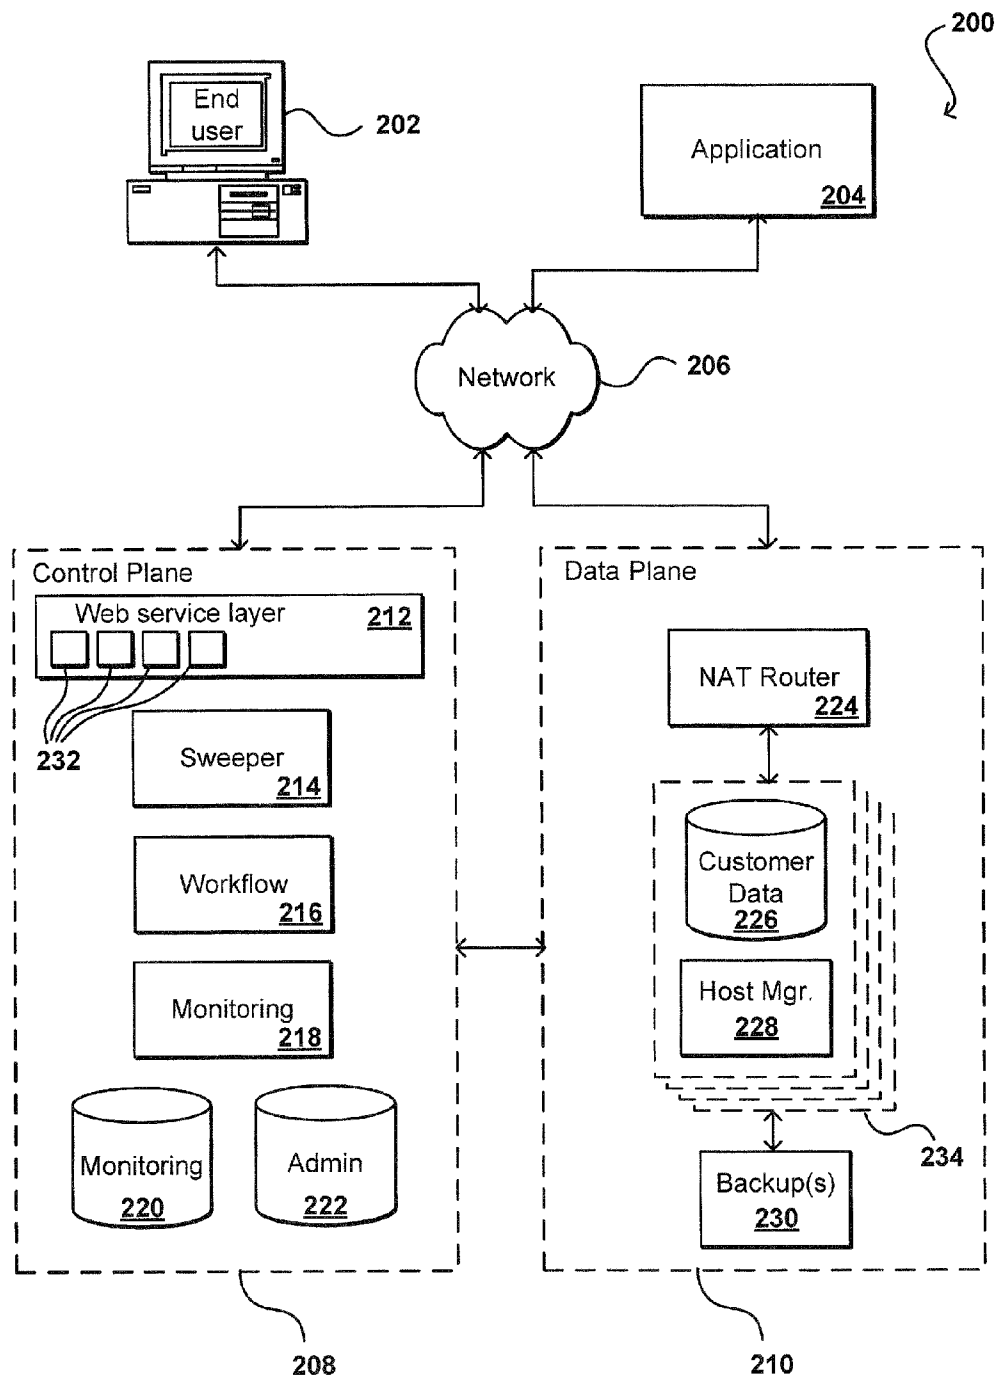 200
End
user
202
Application
204
Network
206
Control Plane
Web service layer
212
232
Sweeper
214
Workflow
216
Monitoring
218
Monitoring
220
Admin
222
208
Data Plane
NAT Router
224
Customer
Data
226
Host Mgr.
228
234
Backup(s)
230
210